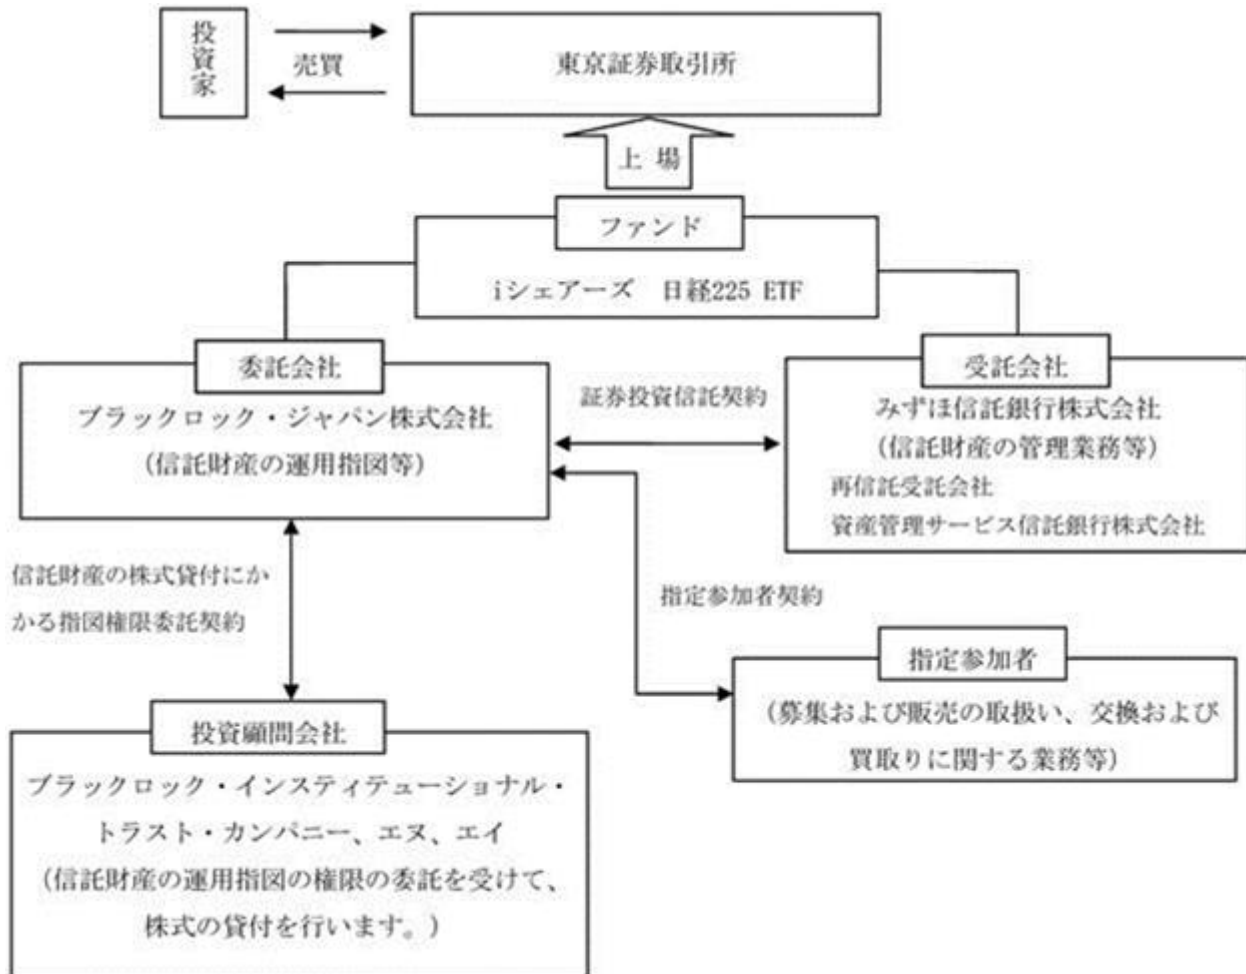 投資家
売買
東京証券取引所
上 場
ファンド
iシェアーズ 日経225 ETF
委託会社
ブラックロック・ジャパン株式会社
（信託財産の運用指図等）
証券投資信託契約
受託会社
みずほ信託銀行株式会社
（信託財産の管理業務等）
再信託受託会社
資産管理サービス信託銀行株式会社
信託財産の株式貸付にか
かる指図権限委託契約
指定参加者契約
指定参加者
（募集および販売の取扱い、交換および
買取りに関する業務等）
投資顧問会社
ブラックロック・インスティテューショナル・
トラスト・カンパニー、エヌ、エイ
（信託財産の運用指図の権限の委託を受けて、
株式の貸付を行います。）